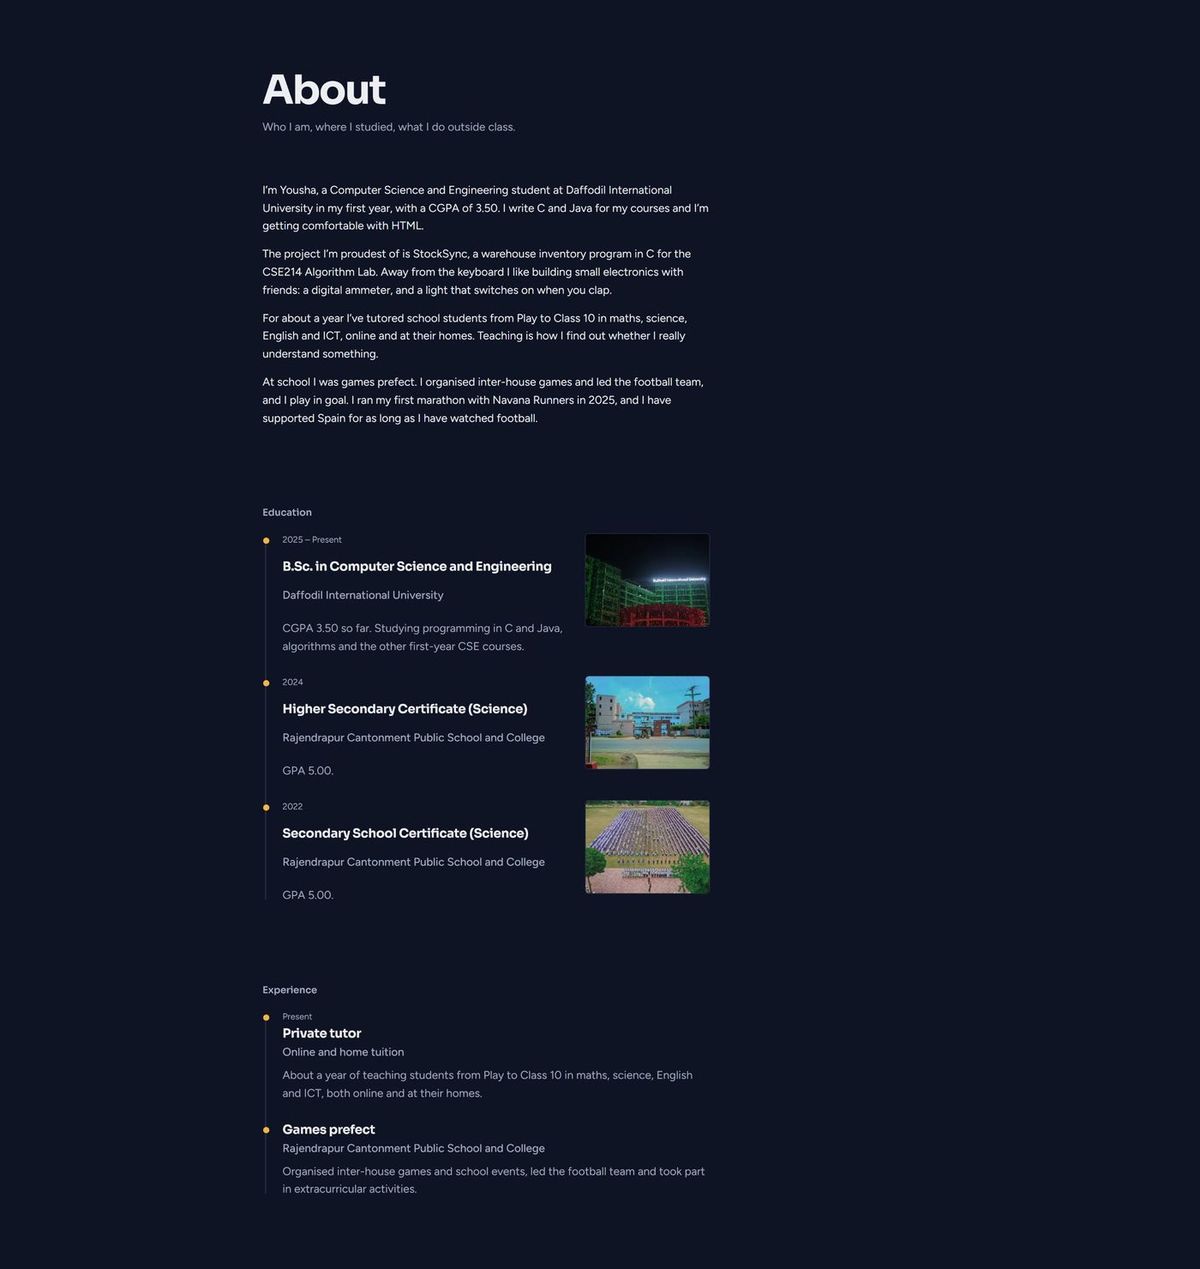 About
Who I am, where I studied, what I do outside class.
I'm Yousha, a Computer Science and Engineering student at Daffodil International
University in my first year, with a CGPA of 3.50. I write C and Java for my courses and I'm
getting comfortable with HTML.
The project I'm proudest of is StockSync, a warehouse inventory program in C for the
CSE214 Algorithm Lab. Away from the keyboard I like building small electronics with
friends: a digital ammeter, and a light that switches on when you clap.
For about a year I've tutored school students from Play to Class 10 in maths, science,
English and ICT, online and at their homes. Teaching is how I find out whether I really
understand something.
At school I was games prefect. I organised inter-house games and led the football team,
and I play in goal. I ran my first marathon with Navana Runners in 2025, and I have
supported Spain for as long as I have watched football.
Education
2025 – Present
B.Sc. in Computer Science and Engineering
Daffodil International University
CGPA 3.50 so far. Studying programming in C and Java,
algorithms and the other first-year CSE courses.
Daffodil International University
2024
Higher Secondary Certificate (Science)
Rajendrapur Cantonment Public School and College
GPA 5.00.
2022
Secondary School Certificate (Science)
Rajendrapur Cantonment Public School and College
GPA 5.00.
Experience
Present
Private tutor
Online and home tuition
About a year of teaching students from Play to Class 10 in maths, science, English
and ICT, both online and at their homes.
Games prefect
Rajendrapur Cantonment Public School and College
Organised inter-house games and school events, led the football team and took part
in extracurricular activities.